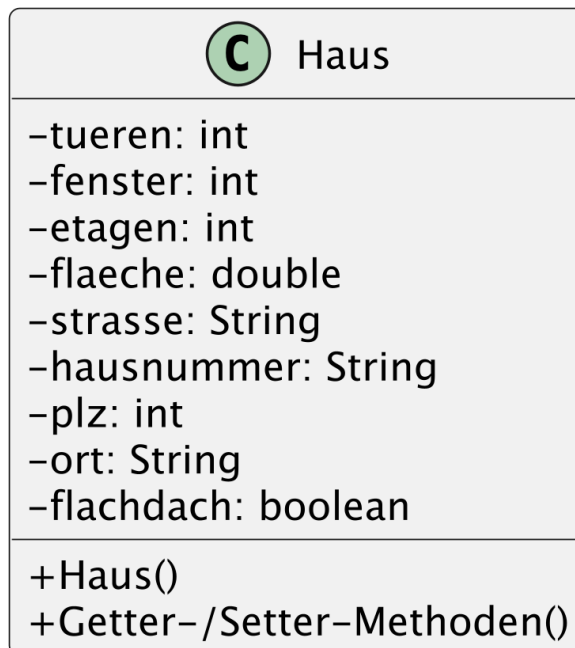 C Haus
-tueren: int
-fenster: int
-etagen: int
-flaeche: double
-strasse: String
-hausnummer: String
-plz: int
-ort: String
-flachdach: boolean
+Haus()
+Getter-/Setter-Methoden()